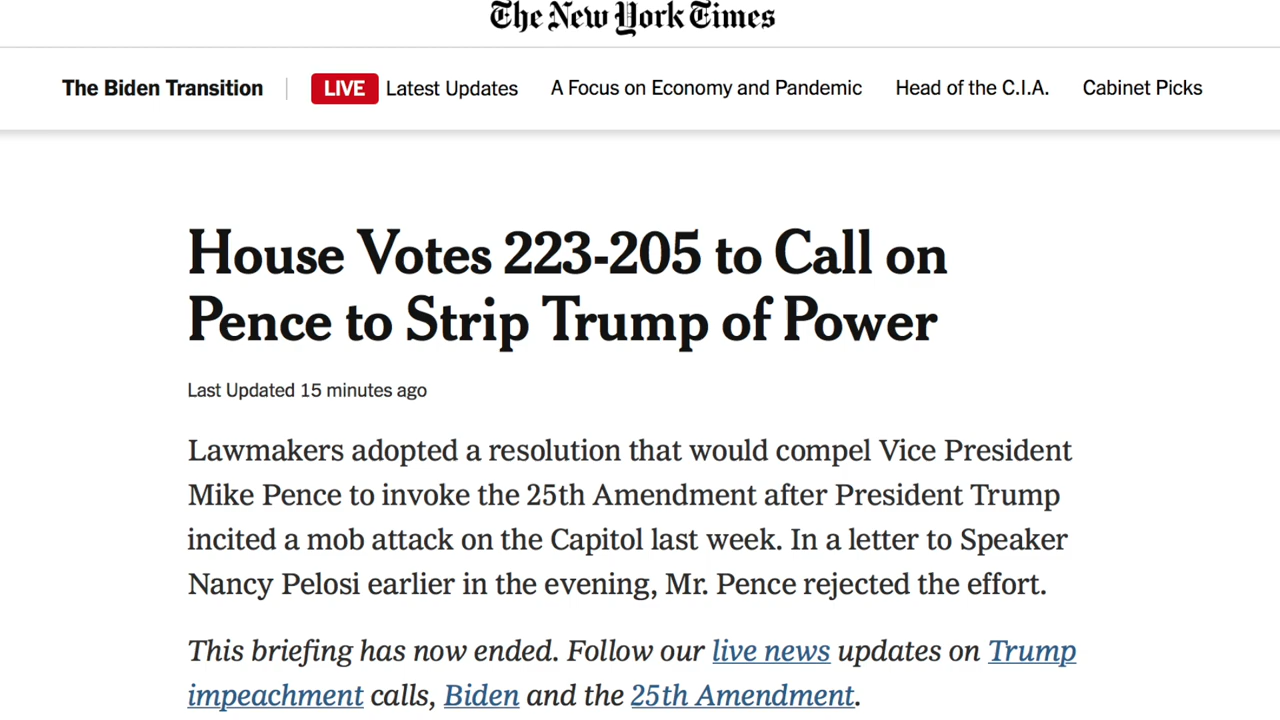 The New York Times
The Biden Transition | LIVE Latest Updates A Focus on Economy and Pandemic Head of the C.I.A. Cabinet Picks
House Votes 223-205 to Call on
Pence to Strip Trump of Power
Last Updated 15 minutes ago
Lawmakers adopted a resolution that would compel Vice President
Mike Pence to invoke the 25th Amendment after President Trump
incited a mob attack on the Capitol last week. In a letter to Speaker
Nancy Pelosi earlier in the evening, Mr. Pence rejected the effort.
This briefing has now ended. Follow our live news updates on Trump
impeachment calls, Biden and the 25th Amendment.